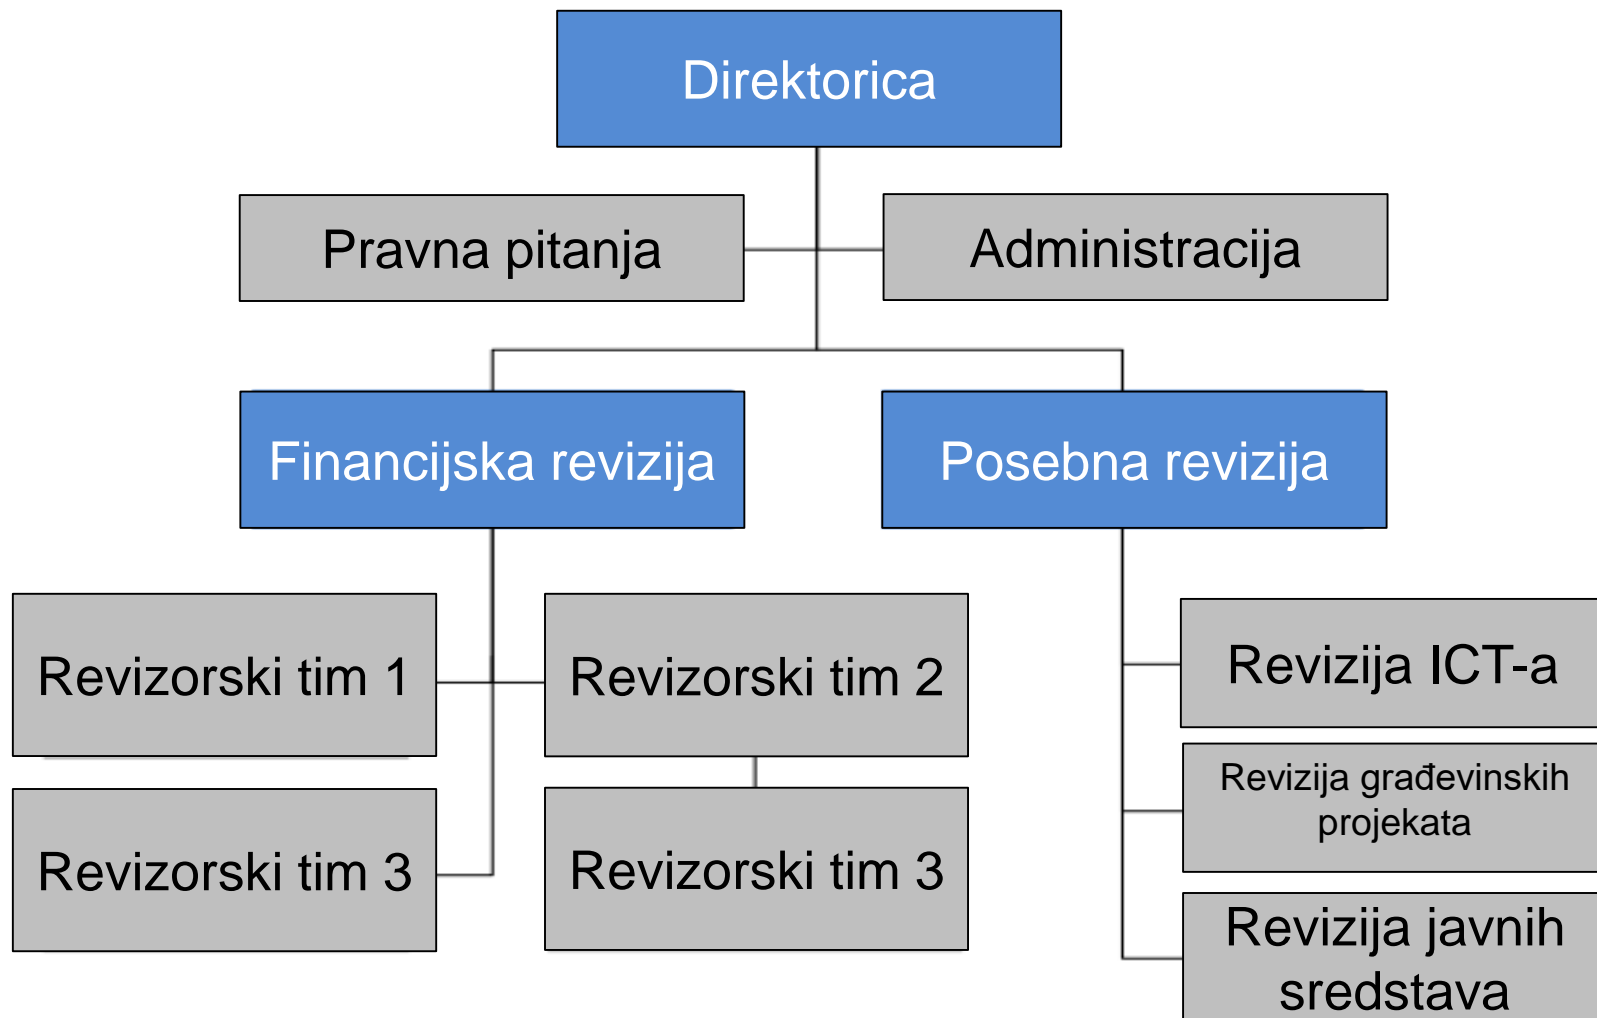 Direktorica
Pravna pitanja
Administracija
Financijska revizija
Posebna revizija
Revizorski tim 1
Revizorski tim 2
Revizija ICT-a
Revizija građevinskih
projekata
Revizorski tim 3
Revizorski tim 3
Revizija javnih
sredstava